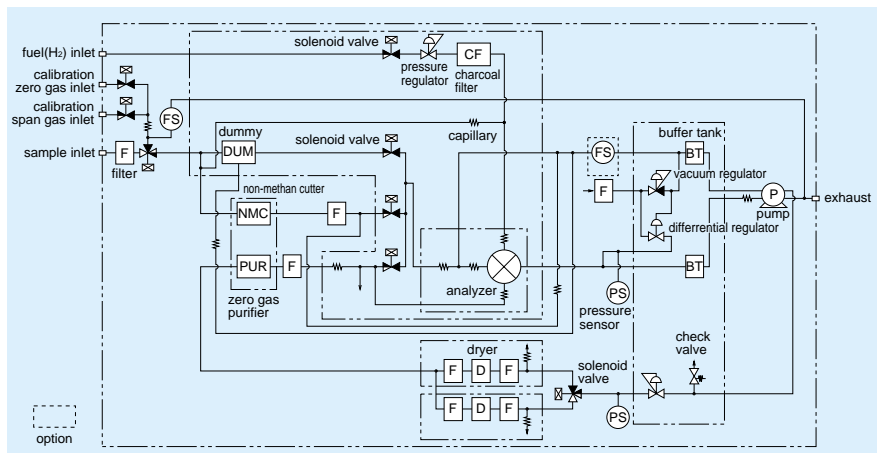 solenoid valve
fuel(H2) inlet
CF
pressure
regulator
charcoal
filter
calibration
zero gas inlet
calibration
span gas inlet
FS
capillary
dummy
solenoid valve
buffer tank
sample inlet
F
filter
DUM
FS
BT
vacuum regulator
non-methan cutter
F
P
pump
exhaust
NMC
F
differrential regulator
PUR
F
analyzer
BT
zero gas
purifier
PS
pressure
sensor
check
valve
dryer
solenoid
valve
F
D
F
F
D
F
PS
option